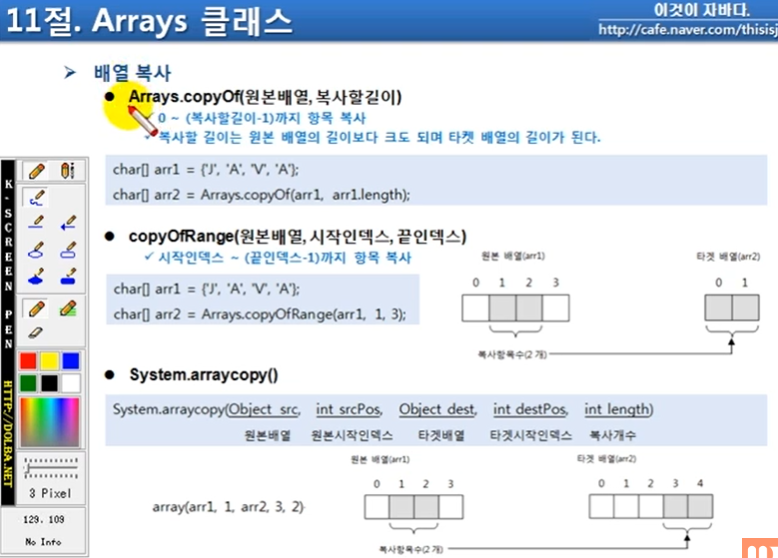 11절. Arrays 클래스
이것이 자바다.
http://cafe.naver.com/thisisj
➤ 배열 복사
● Arrays.copyOf(원본배열, 복사할길이)
✓ 0 ~ (복사할길이-1)까지 항목 복사
✓ 복사할 길이는 원본 배열의 길이보다 크도 되며 타켓 배열의 길이가 된다.
char[] arr1 = {'J', 'A', 'V', 'A'};
char[] arr2 = Arrays.copyOf(arr1, arr1.length);
● copyOfRange(원본배열, 시작인덱스, 끝인덱스)
✓ 시작인덱스 ~ (끝인덱스-1)까지 항목 복사
char[] arr1 = {'J', 'A', 'V', 'A'};
char[] arr2 = Arrays.copyOfRange(arr1, 1, 3);
원본 배열(arr1)
타겟 배열(arr2)
0 1 2 3
0 1
복사항목수(2 개)
● System.arraycopy()
System.arraycopy(Object src, int srcPos, Object dest, int destPos, int length)
원본배열 원본시작인덱스 타겟배열 타겟시작인덱스 복사개수
원본 배열(arr1)
타겟 배열(arr2)
0 1 2 3
0 1 2 3 4
array(arr1, 1, arr2, 3, 2)
복사항목수(2 개)
K-SCREEN PEN
HTTP://DOLBA.NET
3 Pixel
129. 109
No Info
m